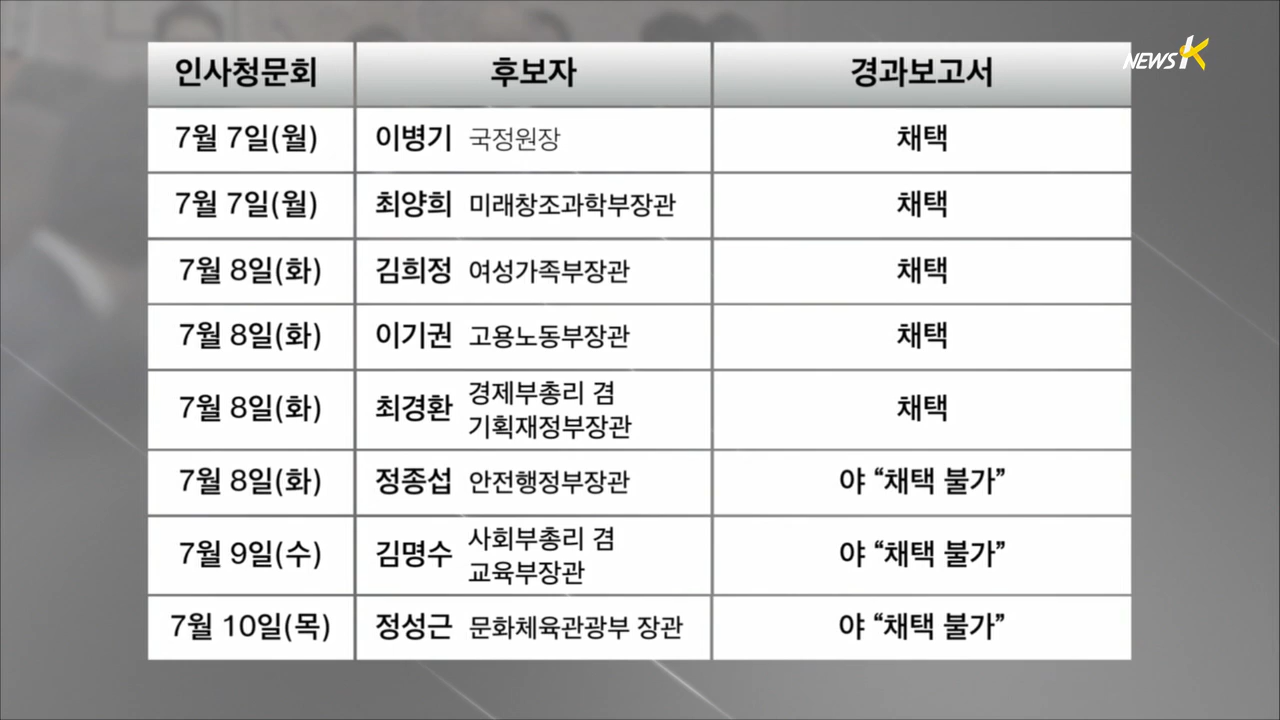 NEWS K
인사청문회 후보자 경과보고서
7월 7일(월) 이병기 국정원장 채택
7월 7일(월) 최양희 미래창조과학부장관 채택
7월 8일(화) 김희정 여성가족부장관 채택
7월 8일(화) 이기권 고용노동부장관 채택
7월 8일(화) 최경환 경제부총리 겸
기획재정부장관 채택
7월 8일(화) 정종섭 안전행정부장관 야 “채택 불가”
7월 9일(수) 김명수 사회부총리 겸
교육부장관 야 “채택 불가”
7월 10일(목) 정성근 문화체육관광부 장관 야 “채택 불가”